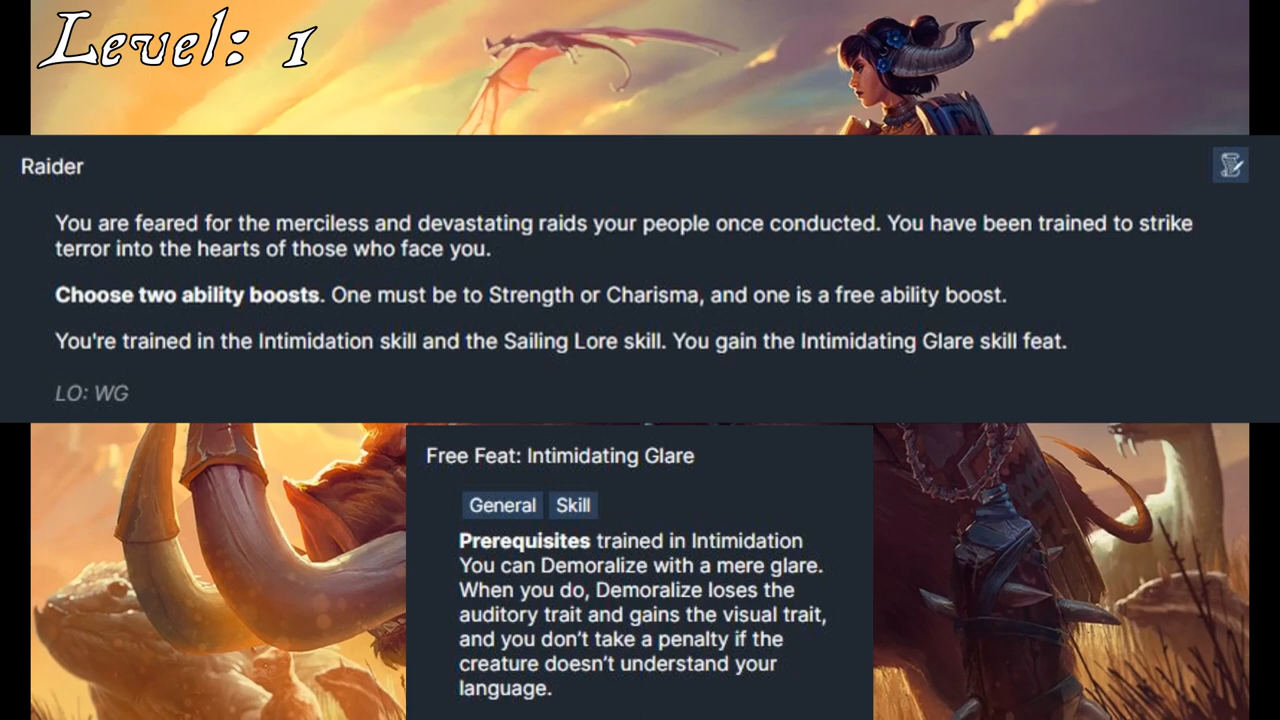 Level: 1
Raider
You are feared for the merciless and devastating raids your people once conducted. You have been trained to strike
terror into the hearts of those who face you.
Choose two ability boosts. One must be to Strength or Charisma, and one is a free ability boost.
You're trained in the Intimidation skill and the Sailing Lore skill. You gain the Intimidating Glare skill feat.
LO: WG
Free Feat: Intimidating Glare
General Skill
Prerequisites trained in Intimidation
You can Demoralize with a mere glare.
When you do, Demoralize loses the
auditory trait and gains the visual trait,
and you don’t take a penalty if the
creature doesn’t understand your
language.